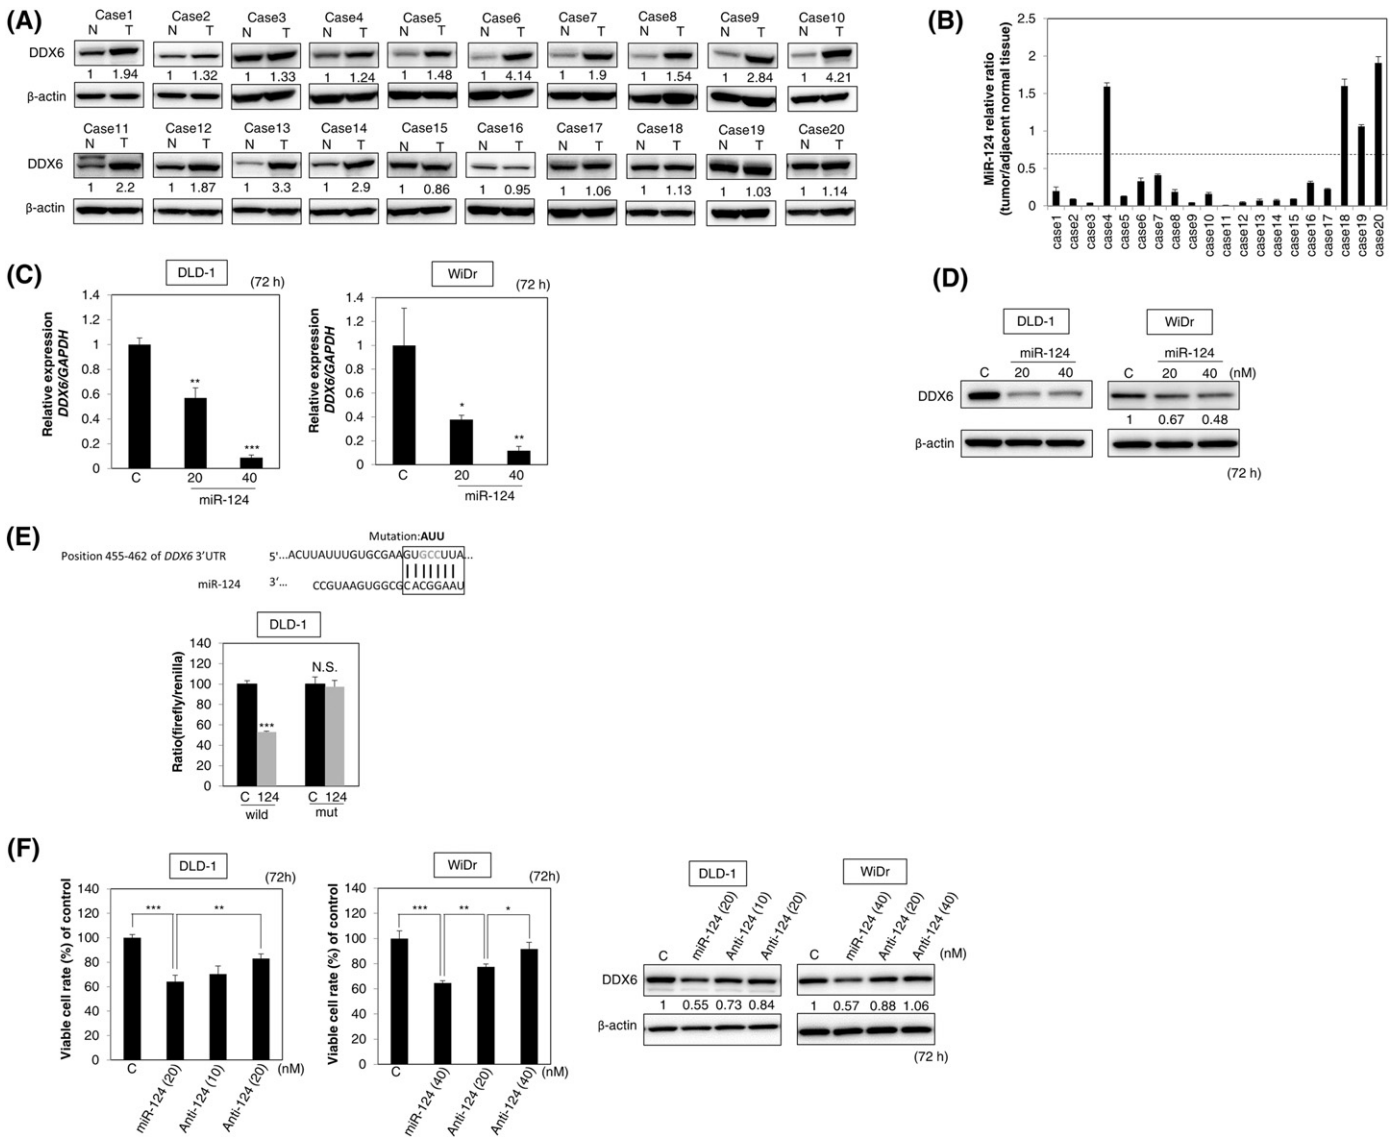 (A)
Case1 Case2 Case3 Case4 Case5 Case6 Case7 Case8 Case9 Case10
N T N T N T N T N T N T N T N T N T N T
DDX6
1 1.94 1 1.32 1 1.33 1 1.24 1 1.48 1 4.14 1 1.9 1 1.54 1 2.84 1 4.21
β-actin
Case11 Case12 Case13 Case14 Case15 Case16 Case17 Case18 Case19 Case20
N T N T N T N T N T N T N T N T N T N T
DDX6
1 2.2 1 1.87 1 3.3 1 2.9 1 0.86 1 0.95 1 1.06 1 1.13 1 1.03 1 1.14
β-actin
(B)
MiR-124 relative ratio
(tumor/adjacent normal tissue)
2.5
2
1.5
1
0.5
0
case1 case2 case3 case4 case5 case6 case7 case8 case9 case10 case11 case12 case13 case14 case15 case16 case17 case18 case19 case20
(C)
DLD-1
(72 h)
Relative expression
DDX6/GAPDH
1.4
1.2
1
0.8
0.6
0.4
0.2
0
**
***
C 20 40
miR-124
WiDr
(72 h)
Relative expression
DDX6/GAPDH
1.4
1.2
1
0.8
0.6
0.4
0.2
0
*
**
C 20 40
miR-124
(D)
DLD-1 WiDr
miR-124 miR-124
C 20 40 C 20 40 (nM)
DDX6
1 0.67 0.48
β-actin
(72 h)
(E)
Mutation:AUU
Position 455-462 of DDX6 3'UTR 5'...ACUUAUUUGUGCGAAGUGCCUUA...
miR-124 3'... CCGUAAGUGGCGCACGGAAU
DLD-1
Ratio(firefly/renilla)
140
120
100
80
60
40
20
0
***
N.S.
C 124 C 124
wild mut
(F)
DLD-1
(72h)
Viable cell rate (%) of control
140
120
100
80
60
40
20
0
*** **
C miR-124 (20) Anti-124 (10) Anti-124 (20) (nM)
WiDr
(72h)
Viable cell rate (%) of control
140
120
100
80
60
40
20
0
*** ** *
C miR-124 (40) Anti-124 (20) Anti-124 (40) (nM)
DLD-1 WiDr
C miR-124 (20) Anti-124 (10) Anti-124 (20) C miR-124 (40) Anti-124 (20) Anti-124 (40) (nM)
DDX6
1 0.55 0.73 0.84 1 0.57 0.88 1.06
β-actin
(72 h)